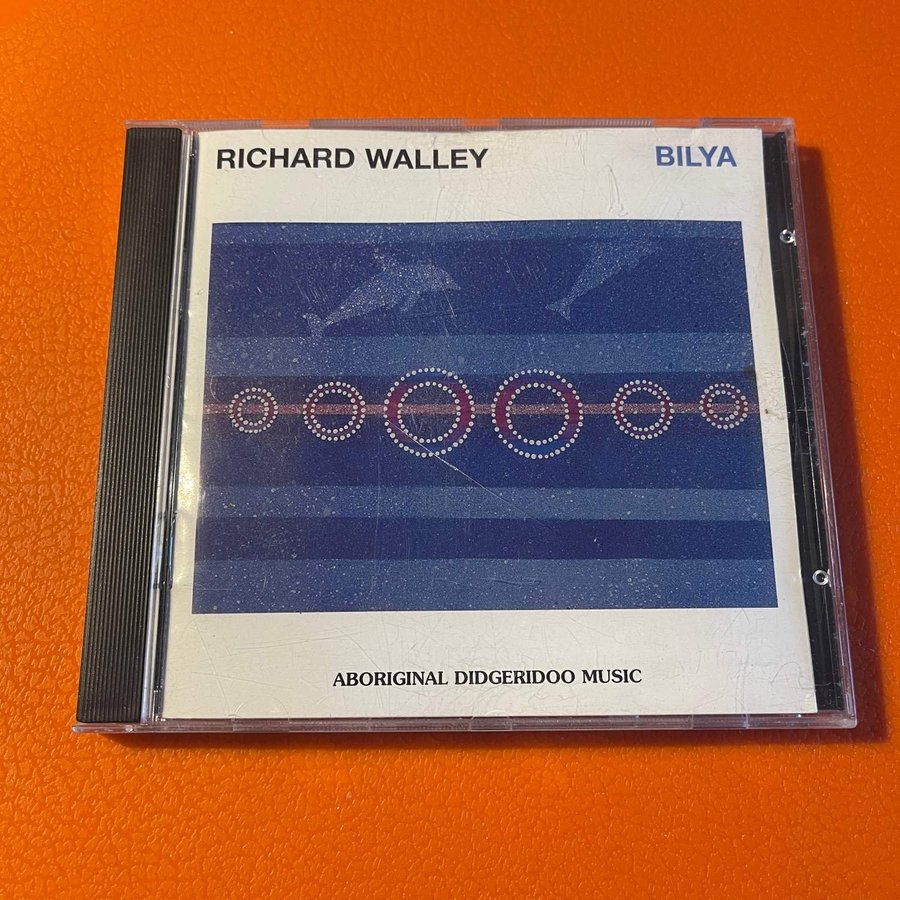 RICHARD WALLEY BILYA
ABORIGINAL DIDGERIDOO MUSIC